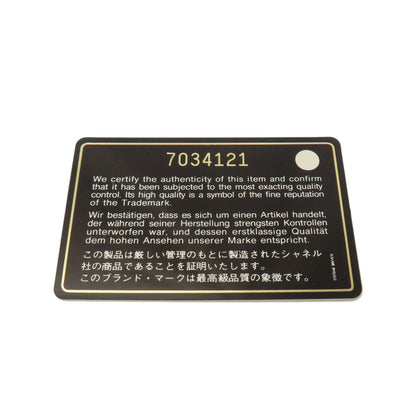 7034121
We certify the authenticity of this item and confirm
that it has been subjected to the most exacting quality
control. Its high quality is a symbol of the fine reputation
of the Trademark.
Wir bestätigen, dass es sich um einen Artikel handelt,
der während seiner Herstellung strengsten Kontrollen
unterworfen war, und dessen erstklassige Qualität
dem hohen Ansehen unserer Marke entspricht.
この製品は厳しい管理のもとに製造されたシャネル
社の商品であることを証明いたします。
このブランド・マークは最高級品質の象徴です。